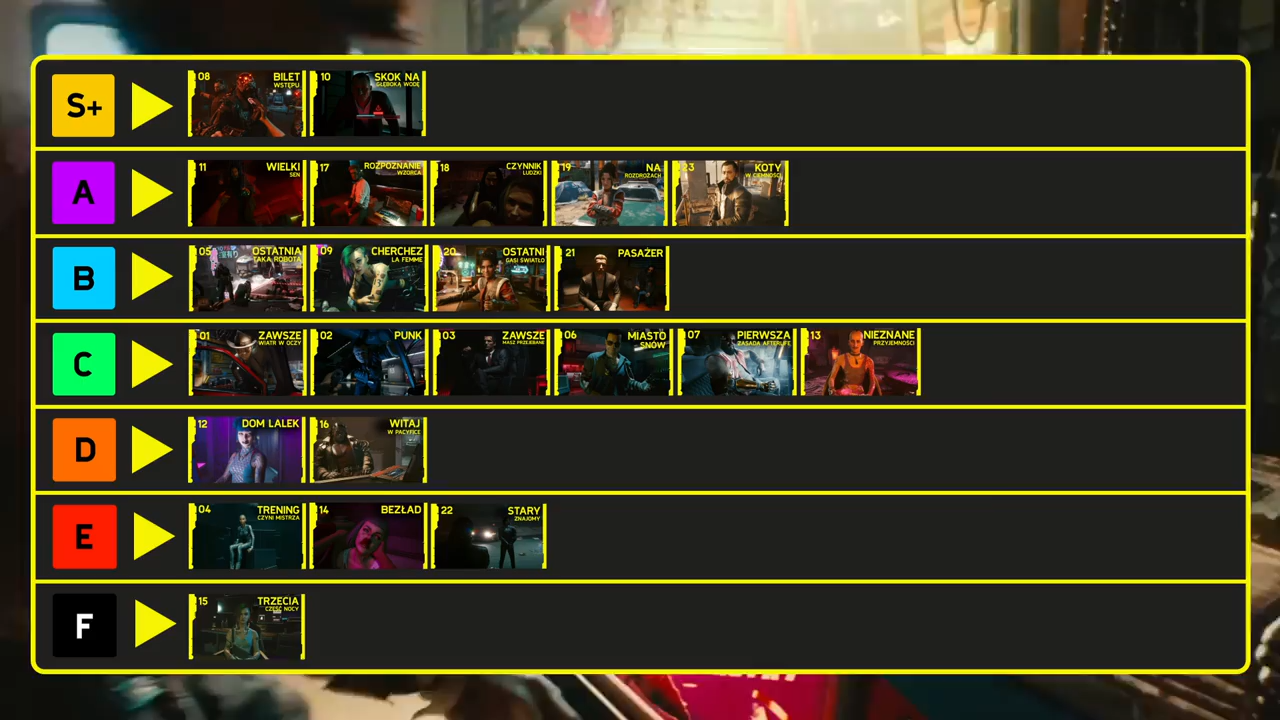 S+
08 BILET
WSTĘPU
10 SKOK NA
GŁĘBOKĄ WODĘ
A
11 WIELKI
SEN
17 ROZPOZNANIE
WZORCA
18 CZYNNIK
LUDZKI
19 NA
ROZDROŻACH
23 KOTY
W CIEMNOŚCI
B
05 OSTATNIA
TAKA ROBOTA
09 CHERCHEZ
LA FEMME
20 OSTATNI
GASI ŚWIATŁO
21 PASAŻER
C
01 ZAWSZE
WIATR W OCZY
02 PUNK
03 ZAWSZE
MASZ PRZEJEBANE
06 MIASTO
SNÓW
07 PIERWSZA
ZASADA AFTERLIFE
13 NIEZNANE
PRZYJEMNOŚCI
D
12 DOM LALEK
16 WITAJ
W PACYFICE
E
04 TRENING
CZYNI MISTRZA
14 BEZŁAD
22 STARY
ZNAJOMY
F
15 TRZECIA
CZĘŚĆ NOCY